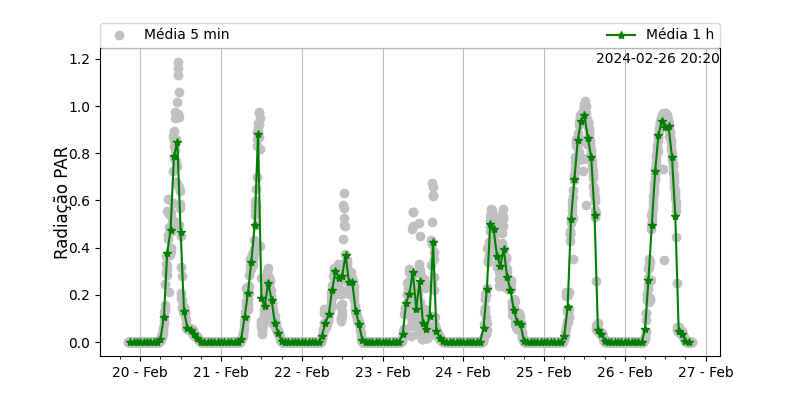 Média 5 min
Média 1 h
2024-02-26 20:20
Radiação PAR
1.2
1.0
0.8
0.6
0.4
0.2
0.0
20 - Feb
21 - Feb
22 - Feb
23 - Feb
24 - Feb
25 - Feb
26 - Feb
27 - Feb